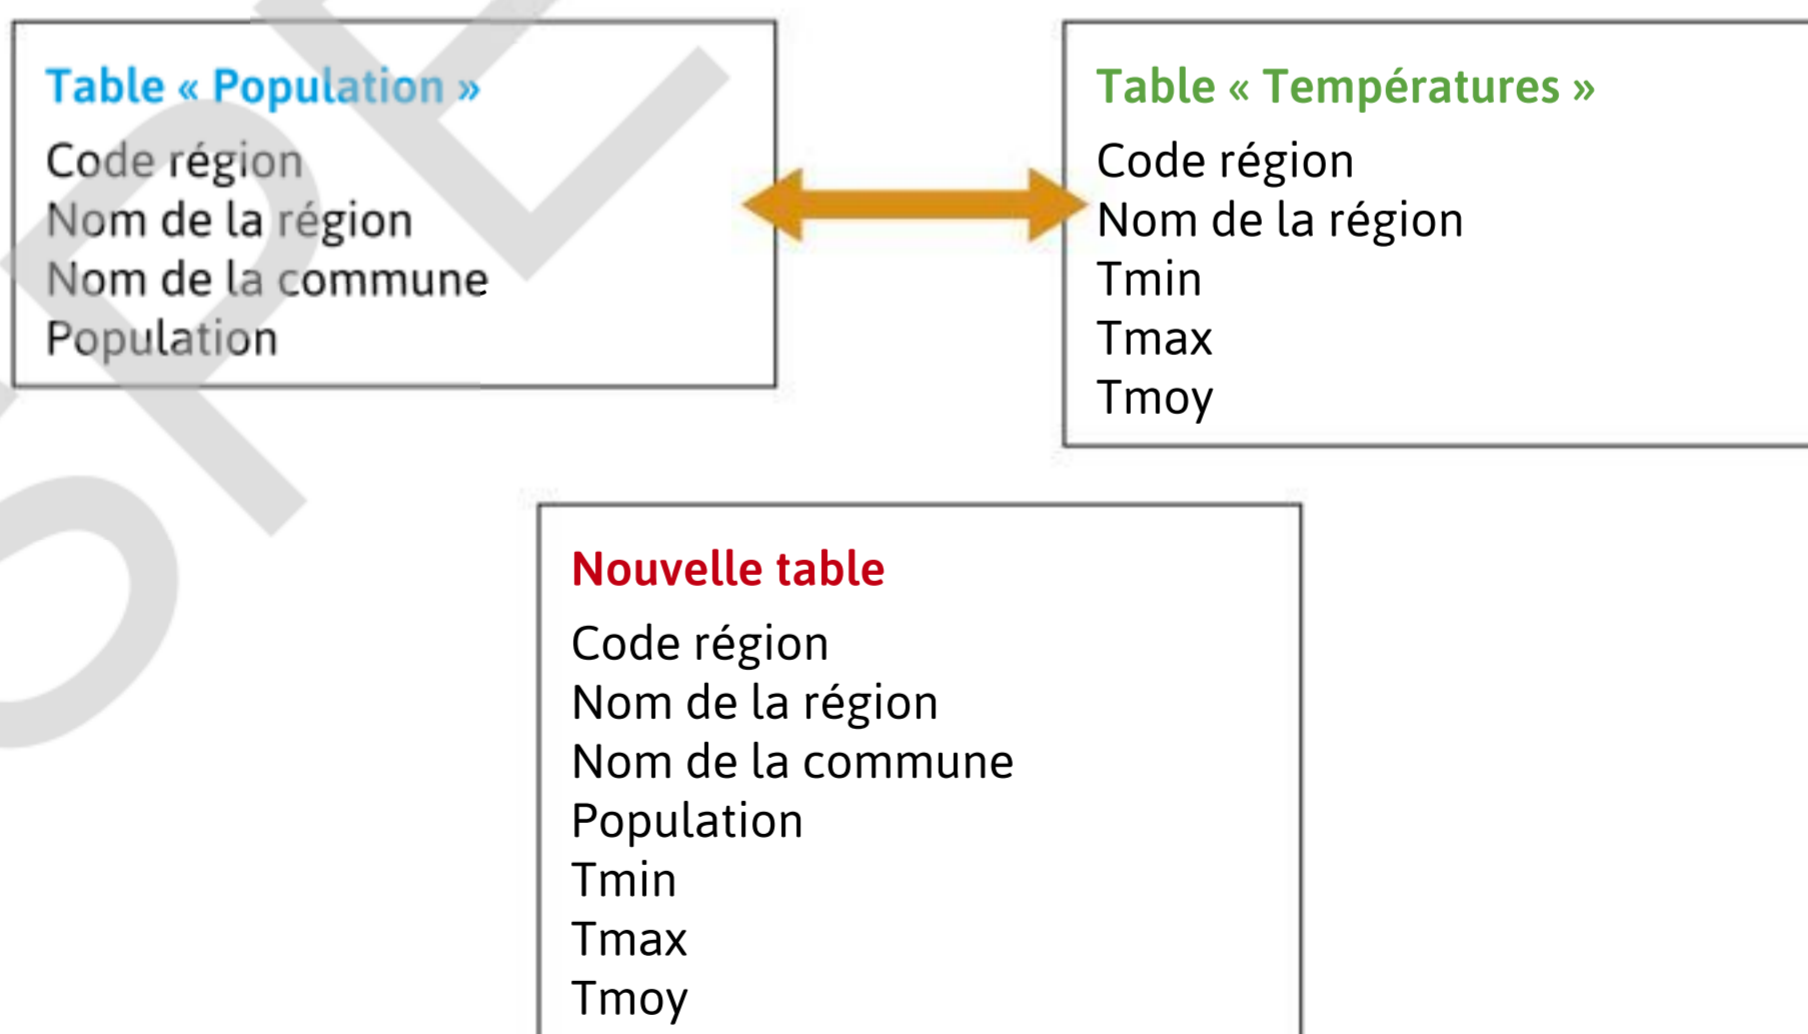 Table « Population »
Code région
Nom de la région
Nom de la commune
Population
Table « Températures »
Code région
Nom de la région
Tmin
Tmax
Tmoy
Nouvelle table
Code région
Nom de la région
Nom de la commune
Population
Tmin
Tmax
Tmoy